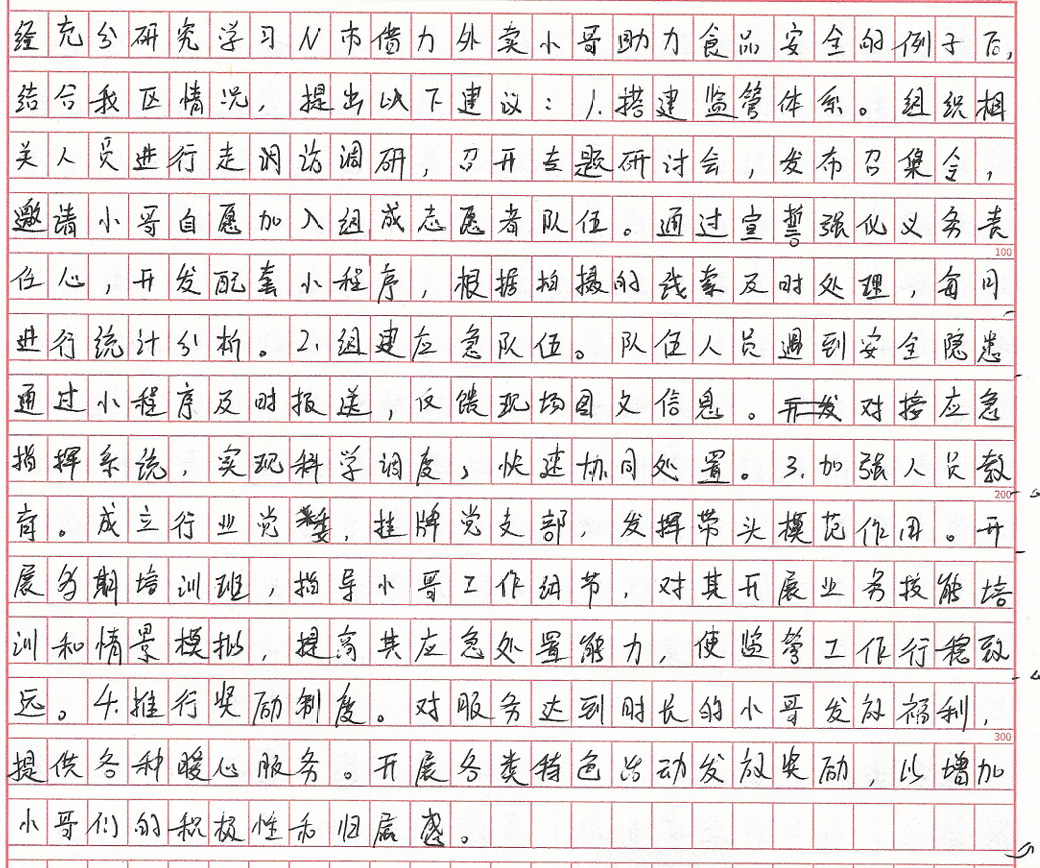 经充分研究学习N市借力外卖小哥助力食品安全的例子后,
结合我区情况,提出以下建议:1.搭建监管体系。组织相
关人员进行走访调研,召开专题研讨会,发布召集令,
邀请小哥自愿加入组成志愿者队伍。通过宣誓强化义务责
100
任心,开发配套小程序,根据拍摄的线索及时处理,每月
进行统计分析。2.组建应急队伍。队伍人员遇到安全隐患
通过小程序及时报送,反馈现场图文信息。开发对接应急
指挥系统,实现科学调度,快速协同处置。3.加强人员教
200
育。成立行业党委,挂牌党支部,发挥带头模范作用。开
展多期培训班,指导小哥工作细节,对其开展业务技能培
训和情景模拟,提高其应急处置能力,使监管工作行稳致
远。4.推行奖励制度。对服务达到时长的小哥发放福利,
300
提供各种暖心服务。开展各类特色活动发放奖励,以增加
小哥们的积极性和归属感。